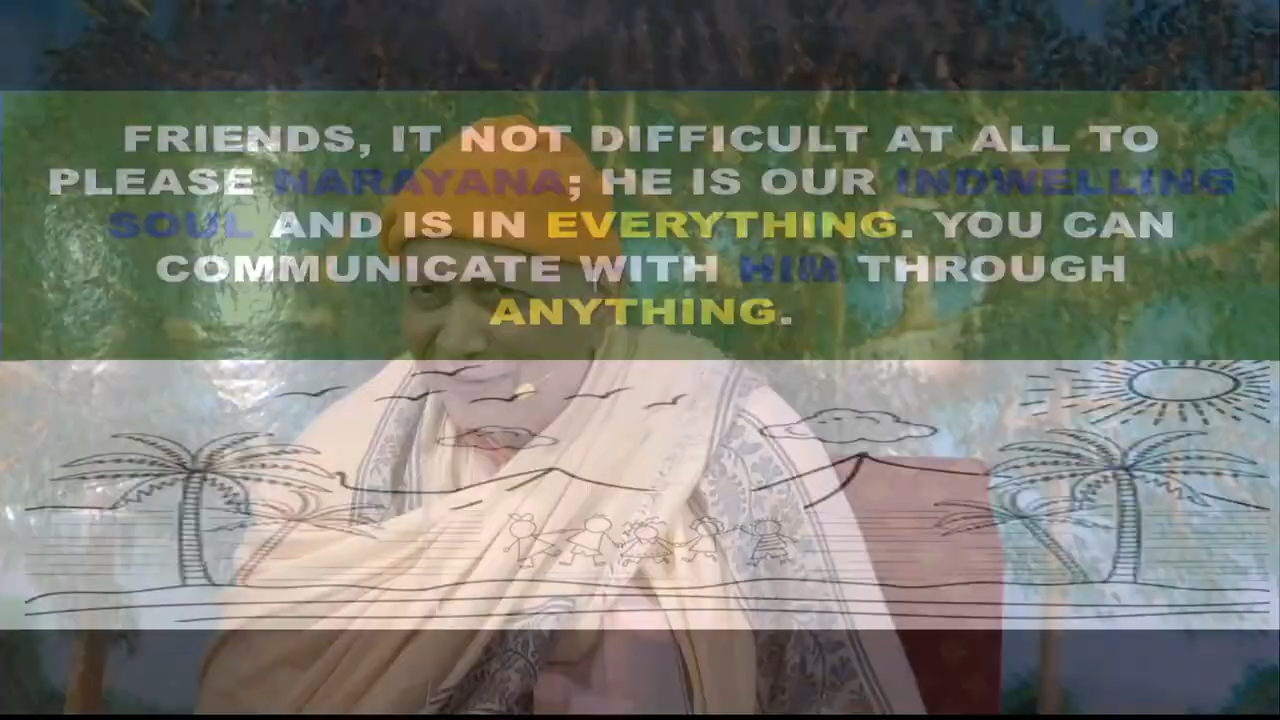 FRIENDS, IT NOT DIFFICULT AT ALL TO
PLEASE NARAYANA; HE IS OUR INDWELLING
SOUL AND IS IN EVERYTHING. YOU CAN
COMMUNICATE WITH HIM THROUGH
ANYTHING.